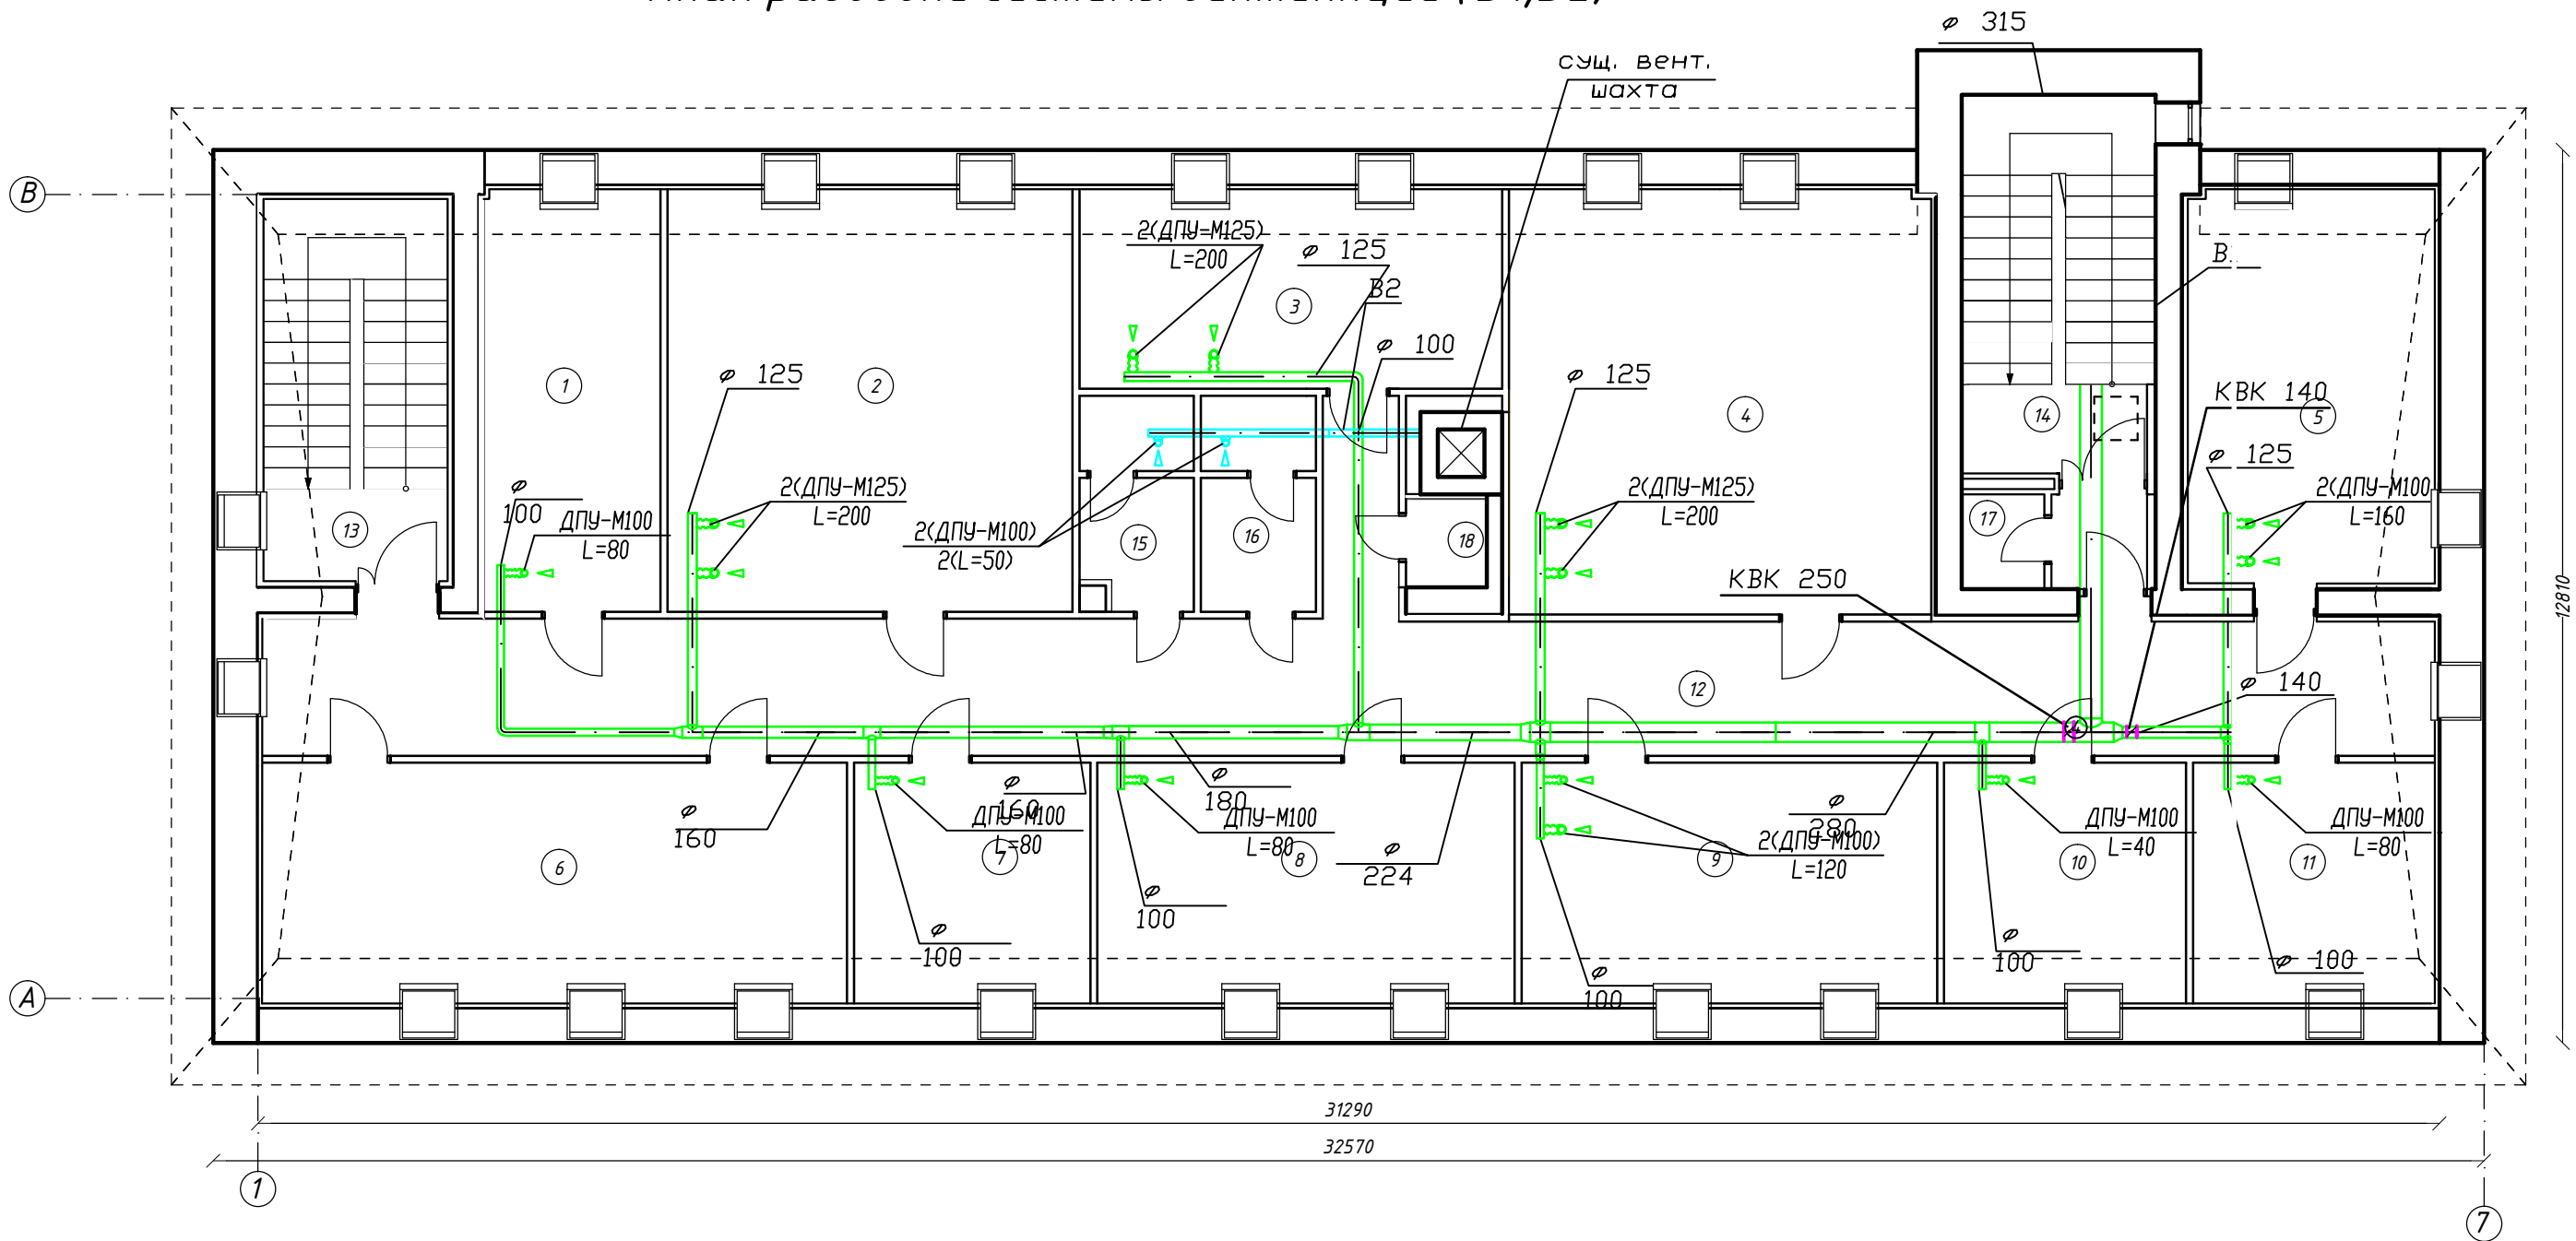 ø 315
сущ. вент.
шахта
В
2(ДПУ-М125)
L=200
ø 125
В2
3
ø 100
В.
1
ø 125
2
ø 125
4
14
КВК 140
5
ø 125
ø
100
ДПУ-М100
L=80
2(ДПУ-М125)
L=200
2(ДПУ-М100)
2(L=50)
2(ДПУ-М125)
L=200
2(ДПУ-М100
L=160
13
15
16
18
17
КВК 250
12
ø 140
12810
ø
160
ø
160
ДПУ-М100
L=80
ø
180
ДПУ-М100
L=80
ø
224
ø
280
2(ДПУ-М100)
L=120
ДПУ-М100
L=40
ДПУ-М100
L=80
6
7
8
9
10
11
ø
100
ø
100
ø
100
ø
100
ø 100
А
31290
32570
1
7